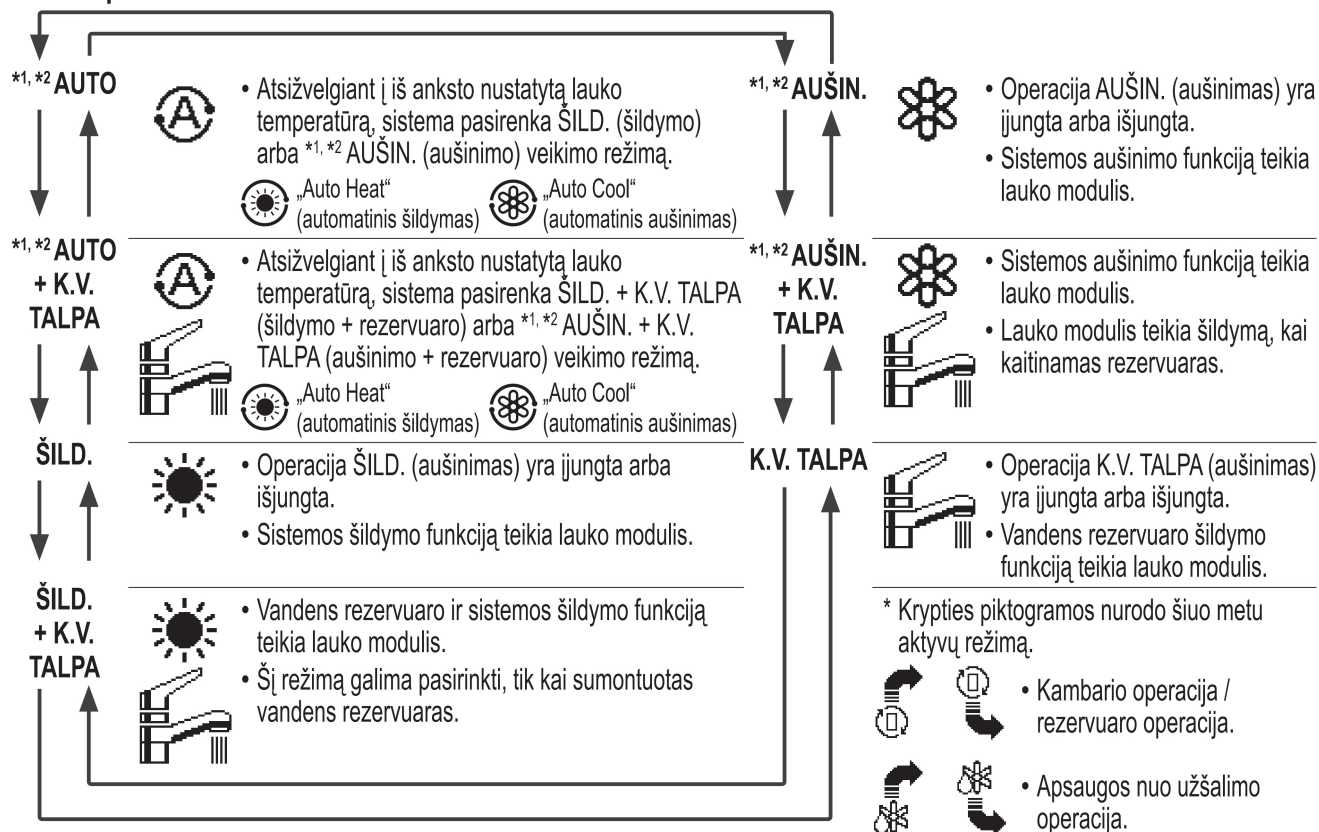 *1, *2 AUTO
• Atsižvelgiant į iš anksto nustatytą lauko
temperatūrą, sistema pasirenka ŠILD. (šildymo)
arba *1, *2 AUŠIN. (aušinimo) veikimo režimą.
„Auto Heat“
(automatinis šildymas)
„Auto Cool“
(automatinis aušinimas)
*1, *2 AUTO
+ K.V.
TALPA
• Atsižvelgiant į iš anksto nustatytą lauko
temperatūrą, sistema pasirenka ŠILD. + K.V. TALPA
(šildymo + rezervuaro) arba *1, *2 AUŠIN. + K.V.
TALPA (aušinimo + rezervuaro) veikimo režimą.
„Auto Heat“
(automatinis šildymas)
„Auto Cool“
(automatinis aušinimas)
ŠILD.
• Operacija ŠILD. (aušinimas) yra įjungta arba
išjungta.
• Sistemos šildymo funkciją teikia lauko modulis.
ŠILD.
+ K.V.
TALPA
• Vandens rezervuaro ir sistemos šildymo funkciją
teikia lauko modulis.
• Šį režimą galima pasirinkti, tik kai sumontuotas
vandens rezervuaras.
*1, *2 AUŠIN.
• Operacija AUŠIN. (aušinimas) yra
įjungta arba išjungta.
• Sistemos aušinimo funkciją teikia
lauko modulis.
*1, *2 AUŠIN.
+ K.V.
TALPA
• Sistemos aušinimo funkciją teikia
lauko modulis.
• Lauko modulis teikia šildymą, kai
kaitinamas rezervuaras.
K.V. TALPA
• Operacija K.V. TALPA (aušinimas)
yra įjungta arba išjungta.
• Vandens rezervuaro šildymo
funkciją teikia lauko modulis.
* Krypties piktogramos nurodo šiuo metu
aktyvų režimą.
• Kambario operacija /
rezervuaro operacija.
• Apsaugos nuo užšalimo
operacija.